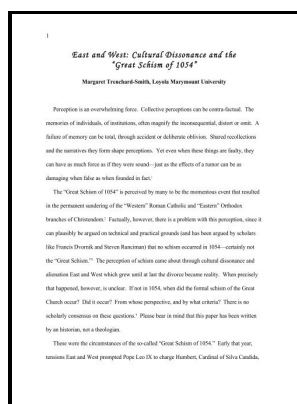 1
East and West: Cultural Dissonance and the
“Great Schism of 1054”
Margaret Trenchard-Smith, Loyola Marymount University
Perception is an overwhelming force. Collective perceptions can be contra-factual. The
memories of individuals, of institutions, often magnify the inconsequential, distort or omit. A
failure of memory can be total, through accident or deliberate oblivion. Shared recollections
and the narratives they form shape perceptions. Yet even when these things are faulty, they
can have as much force as if they were sound—just as the effects of a rumor can be as
damaging when false as when founded in fact.¹
The “Great Schism of 1054” is perceived by many to be the momentous event that resulted
in the permanent sundering of the “Western” Roman Catholic and “Eastern” Orthodox
branches of Christendom.¹ Factually, however, there is a problem with this perception, since it
can plausibly be argued on technical and practical grounds (and has been argued by scholars
like Francis Dvornik and Steven Runciman) that no schism occurred in 1054—certainly not
the “Great Schism.” The perception of schism came about through cultural dissonance and
alienation East and West which grew until at last the divorce became reality. When precisely
that happened, however, is unclear. If not in 1054, when did the formal schism of the Great
Church occur? Did it occur? From whose perspective, and by what criteria? There is no
scholarly consensus on these questions. Please bear in mind that this paper has been written
by an historian, not a theologian.
These were the circumstances of the so-called “Great Schism of 1054.” Early that year,
tensions East and West prompted Pope Leo IX to charge Humbert, Cardinal of Silva Candida,